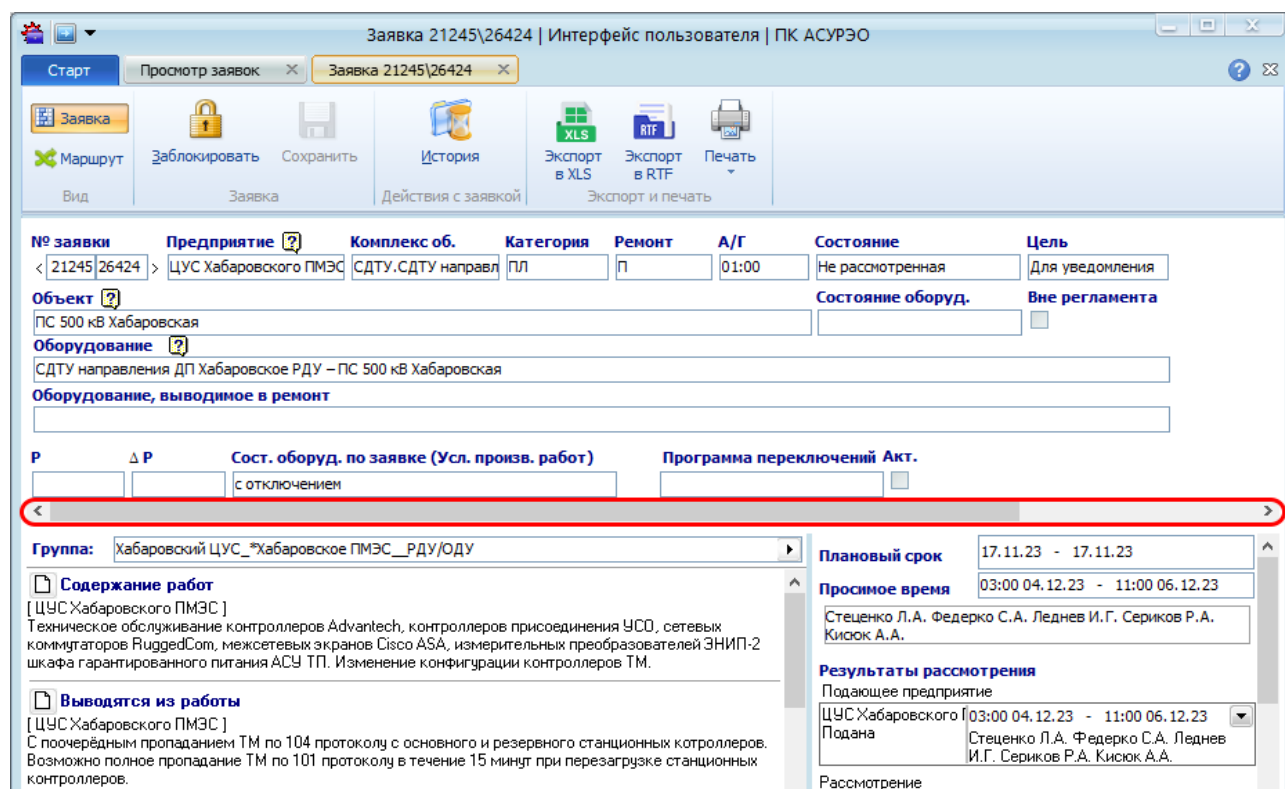 Заявка 21245\26424 | Интерфейс пользователя | ПК АСУРЭО
Старт Просмотр заявок Заявка 21245\26424
Заявка
Маршрут Заблокировать Сохранить История Экспорт в XLS Экспорт в RTF Печать
Вид Заявка Действия с заявкой Экспорт и печать
№ заявки Предприятие Комплекс об. Категория Ремонт А/Г Состояние Цель
< 21245 26424 > ЦУС Хабаровского ПМЭС СДТУ.СДТУ направл ПЛ П 01:00 Не рассмотренная Для уведомления
Объект Состояние оборуд. Вне регламента
ПС 500 кВ Хабаровская
Оборудование
СДТУ направления ДП Хабаровское РДУ – ПС 500 кВ Хабаровская
Оборудование, выводимое в ремонт
Р Δ Р Сост. оборуд. по заявке (Усл. произв. работ) Программа переключений Акт.
с отключением
Группа: Хабаровский ЦУС_*Хабаровское ПМЭС__РДУ/ОДУ
Содержание работ
[ ЦУС Хабаровского ПМЭС ]
Техническое обслуживание контроллеров Advantech, контроллеров присоединения УСО, сетевых
коммутаторов RuggedCom, межсетевых экранов Cisco ASA, измерительных преобразователей ЭНИП-2
шкафа гарантированного питания АСУ ТП. Изменение конфигурации контроллеров ТМ.
Выводятся из работы
[ ЦУС Хабаровского ПМЭС ]
С поочерёдным пропаданием ТМ по 104 протоколу с основного и резервного станционных котроллеров.
Возможно полное пропадание ТМ по 101 протоколу в течение 15 минут при перезагрузке станционных
контроллеров.
Плановый срок 17.11.23 - 17.11.23
Просимое время 03:00 04.12.23 - 11:00 06.12.23
Стеценко Л.А. Федерко С.А. Леднев И.Г. Сериков Р.А.
Кисюк А.А.
Результаты рассмотрения
Подающее предприятие
ЦУС Хабаровского 03:00 04.12.23 - 11:00 06.12.23
Подана Стеценко Л.А. Федерко С.А. Леднев
И.Г. Сериков Р.А. Кисюк А.А.
Рассмотрение